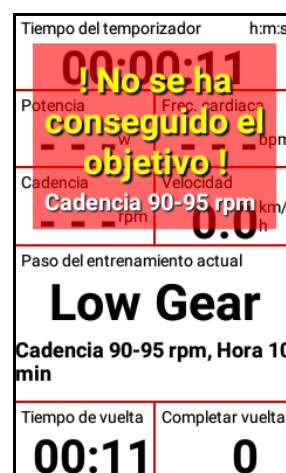 Tiempo del temporizador h:m:s
00:00:11
! No se ha
conseguido el
objetivo !
Cadencia 90-95 rpm
Potencia Frec. cardiaca
- - - w bpm
Cadencia Velocidad
- - - rpm 0.0 km/h
Paso del entrenamiento actual
Low Gear
Cadencia 90-95 rpm, Hora 10
min
Tiempo de vuelta Completar vuelta
00:11 0